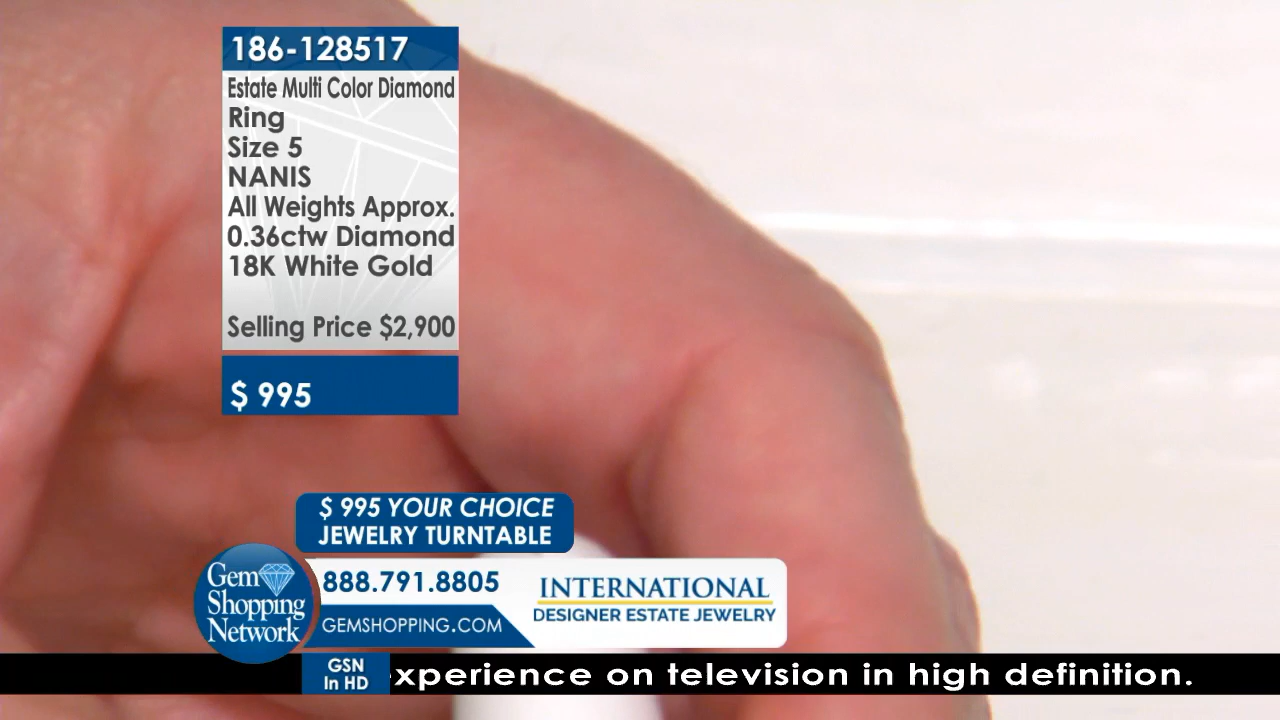 186-128517
Estate Multi Color Diamond
Ring
Size 5
NANIS
All Weights Approx.
0.36ctw Diamond
18K White Gold
Selling Price $2,900
$ 995
$ 995 YOUR CHOICE
JEWELRY TURNTABLE
Gem
Shopping
Network
888.791.8805
GEMSHOPPING.COM
INTERNATIONAL
DESIGNER ESTATE JEWELRY
GSN
In HD
xperience on television in high definition.